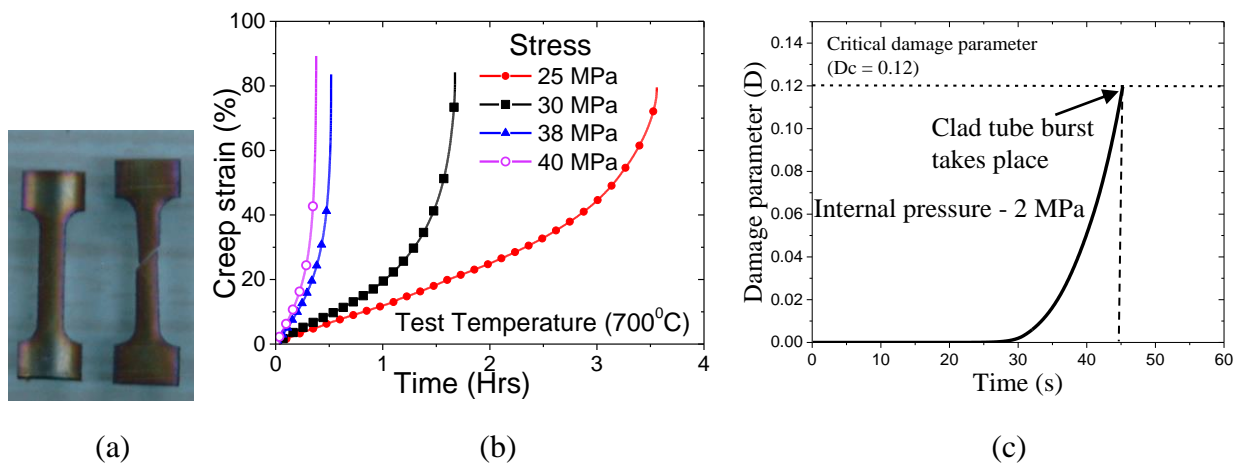 Stress
25 MPa
30 MPa
38 MPa
40 MPa
Test Temperature (700⁰C)
Creep strain (%)
100
80
60
40
20
0
0 1 2 3 4
Time (Hrs)
Critical damage parameter
(Dc = 0.12)
Clad tube burst
takes place
Internal pressure - 2 MPa
Damage parameter (D)
0.14
0.12
0.10
0.08
0.06
0.04
0.02
0.00
0 10 20 30 40 50 60
Time (s)
(a) (b) (c)